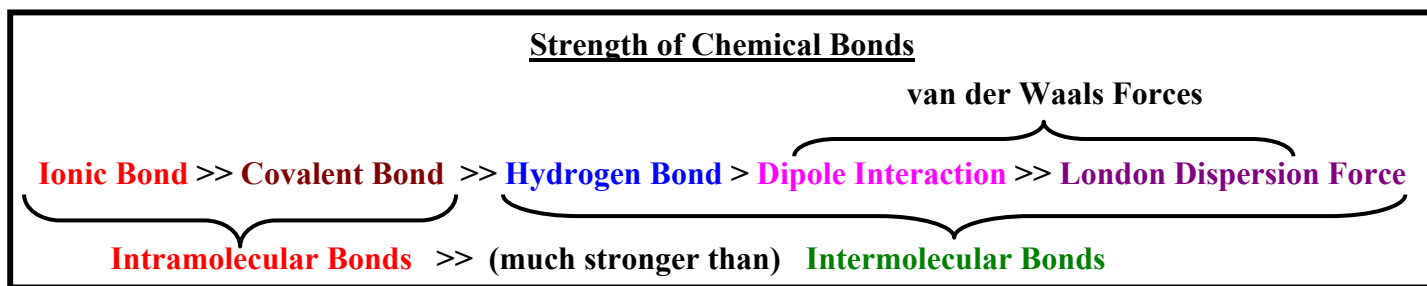 Strength of Chemical Bonds
van der Waals Forces
Ionic Bond >> Covalent Bond >> Hydrogen Bond > Dipole Interaction >> London Dispersion Force
Intramolecular Bonds >> (much stronger than) Intermolecular Bonds